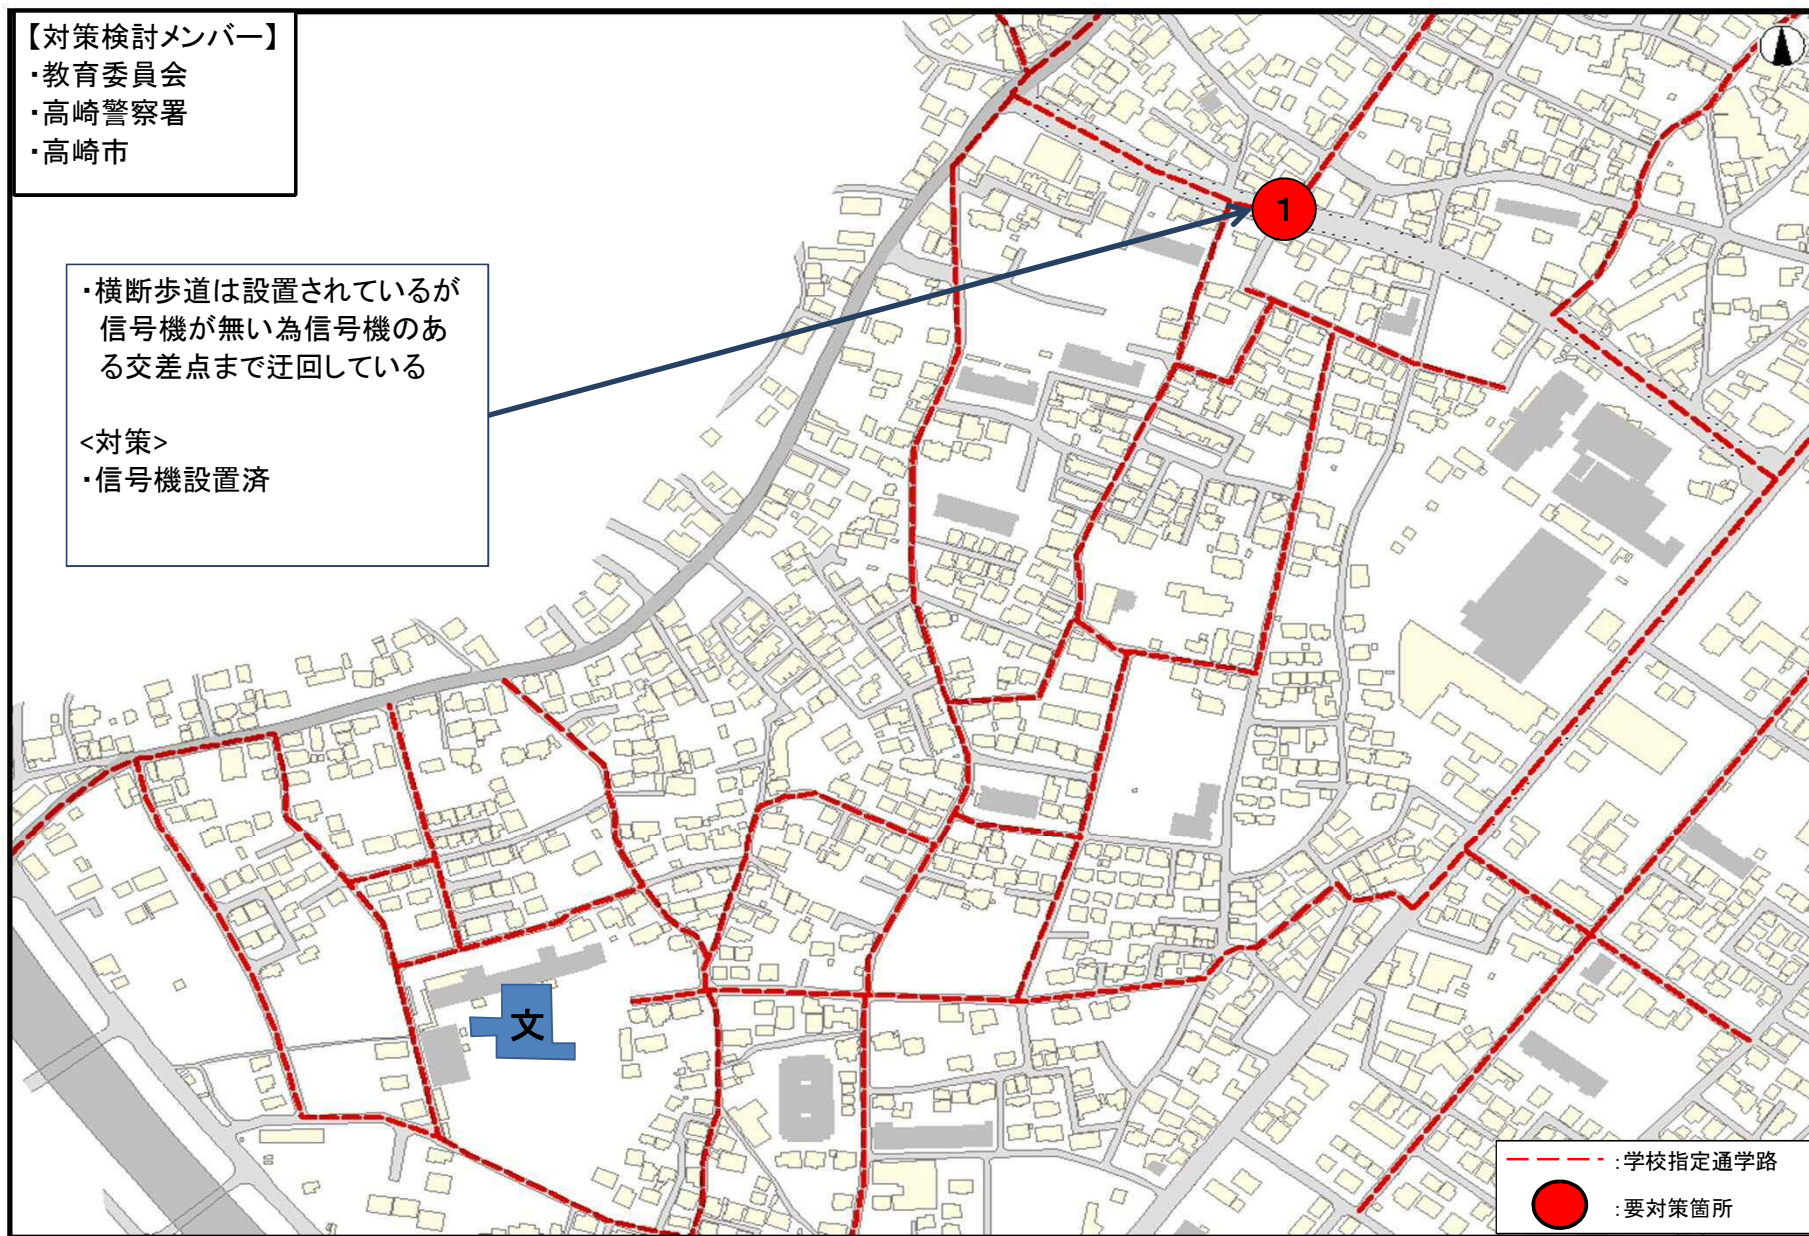 【対策検討メンバー】
・教育委員会
・高崎警察署
・高崎市
1
・横断歩道は設置されているが
信号機が無い為信号機のあ
る交差点まで迂回している
<対策>
・信号機設置済
文
:学校指定通学路
:要対策箇所